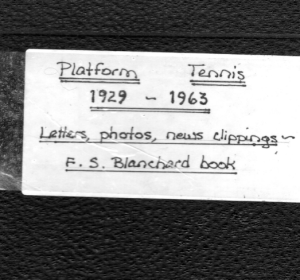 Platform Tennis
1929 - 1963
Letters, photos, news clippings -
F. S. Blanchard book